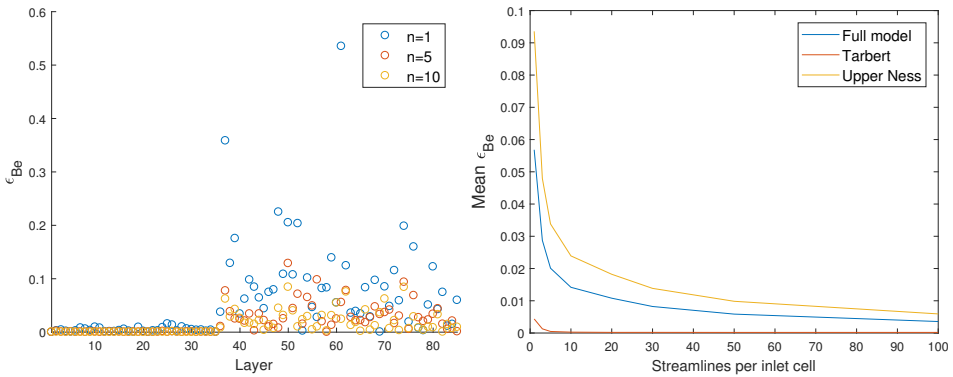 0.6
0.5
0.4
0.3
0.2
0.1
0
ϵBe
10 20 30 40 50 60 70 80
Layer
n=1
n=5
n=10
0.1
0.09
0.08
0.07
0.06
0.05
0.04
0.03
0.02
0.01
0
Mean ϵBe
0 10 20 30 40 50 60 70 80 90 100
Streamlines per inlet cell
Full model
Tarbert
Upper Ness